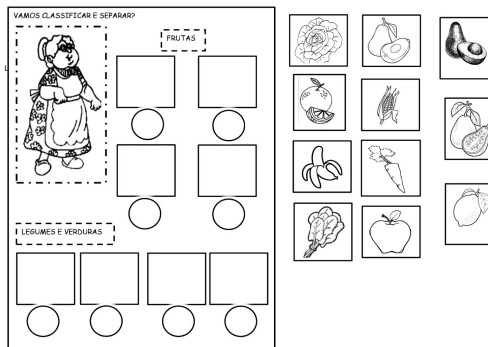 VAMOS CLASSIFICAR E SEPARAR?
FRUTAS
L
LEGUMES E VERDURAS